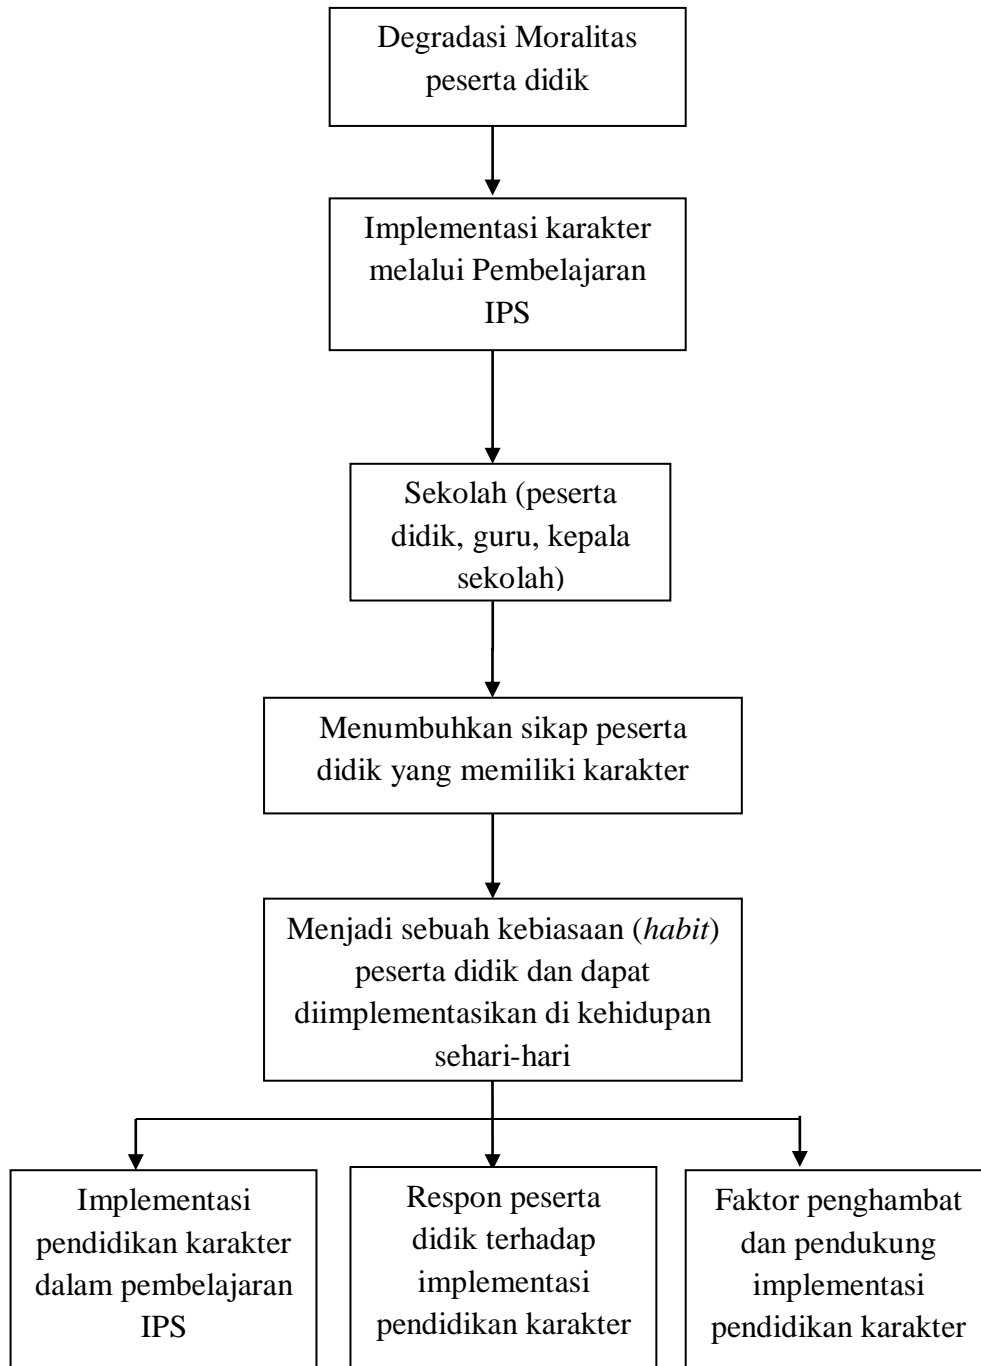 Degradasi Moralitas
peserta didik
Implementasi karakter
melalui Pembelajaran
IPS
Sekolah (peserta
didik, guru, kepala
sekolah)
Menumbuhkan sikap peserta
didik yang memiliki karakter
Menjadi sebuah kebiasaan (habit)
peserta didik dan dapat
diimplementasikan di kehidupan
sehari-hari
Implementasi
pendidikan karakter
dalam pembelajaran
IPS
Respon peserta
didik terhadap
implementasi
pendidikan karakter
Faktor penghambat
dan pendukung
implementasi
pendidikan karakter